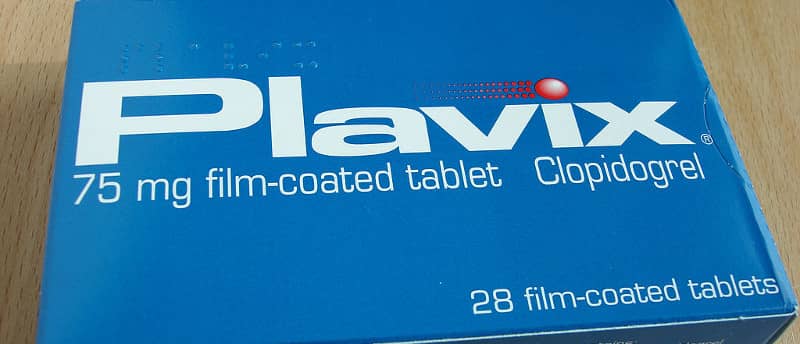 Plavix®
75 mg film-coated tablet Clopidogrel
28 film-coated tablets